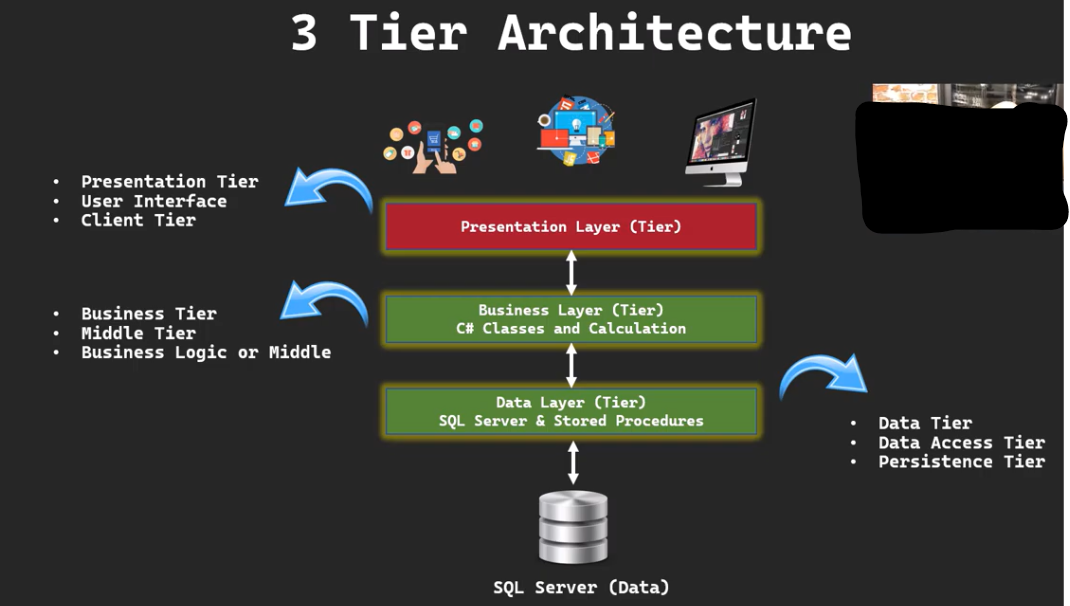 3 Tier Architecture
• Presentation Tier
• User Interface
• Client Tier
Presentation Layer (Tier)
• Business Tier
• Middle Tier
• Business Logic or Middle
Business Layer (Tier)
C# Classes and Calculation
Data Layer (Tier)
SQL Server & Stored Procedures
• Data Tier
• Data Access Tier
• Persistence Tier
SQL Server (Data)